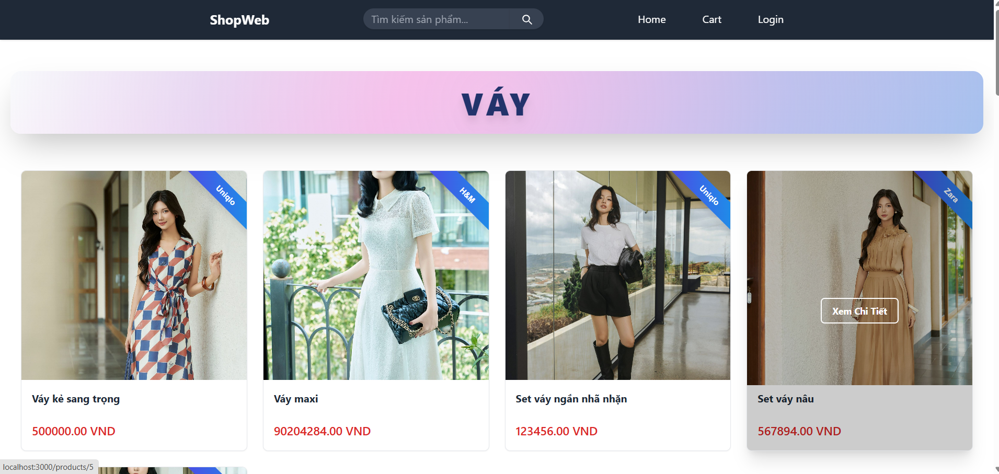 ShopWeb
Tìm kiếm sản phẩm...
Home
Cart
Login
VÁY
Uniqlo
H&M
Uniqlo
Zara
Xem Chi Tiết
Váy kẻ sang trọng
Váy maxi
Set váy ngắn nhã nhặn
Set váy nâu
500000.00 VND
90204284.00 VND
123456.00 VND
567894.00 VND
localhost:3000/products/5